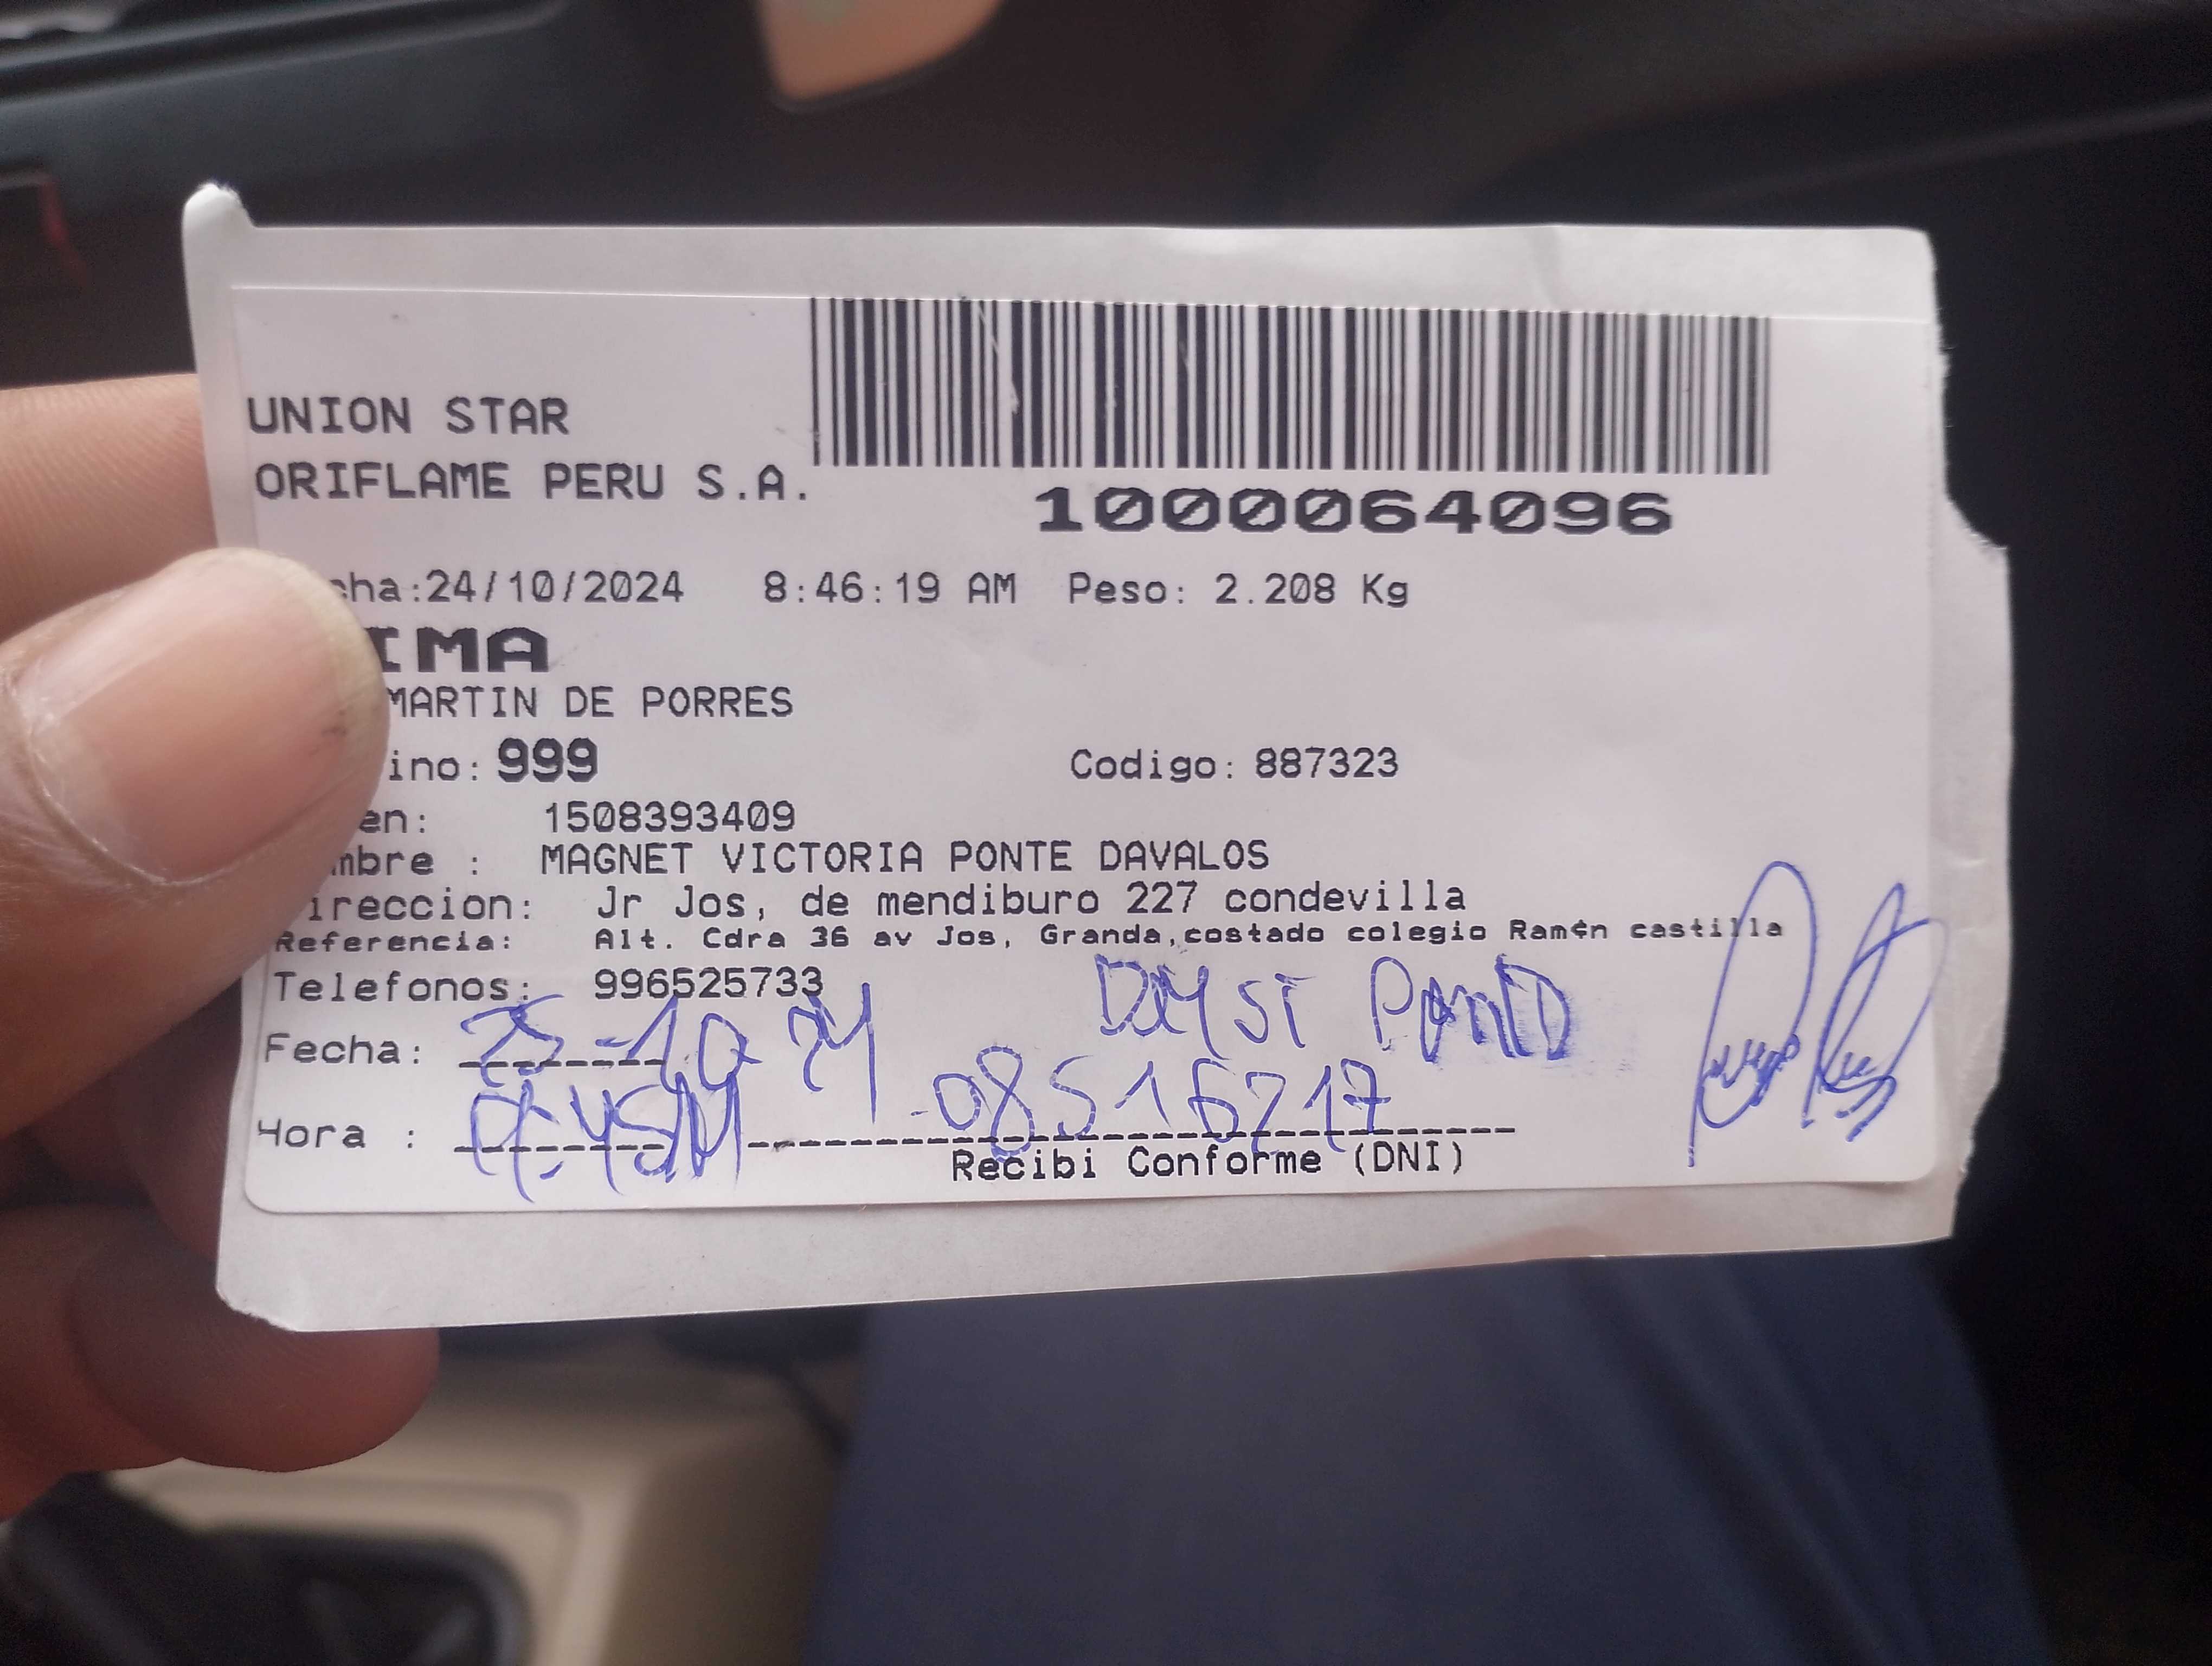 UNION STAR
ORIFLAME PERU S.A.
1000064096
cha:24/10/2024 8:46:19 AM Peso: 2.208 Kg
IMA
MARTIN DE PORRES
ino: 999 Codigo: 887323
en: 1508393409
mbre : MAGNET VICTORIA PONTE DAVALOS
ireccion: Jr Jos, de mendiburo 227 condevilla
Referencia: Alt. Cdra 36 av Jos, Granda,costado colegio Ram¢n castilla
Telefonos: 996525733
Fecha: 25-10 24
Hora :
Recibi Conforme (DNI)